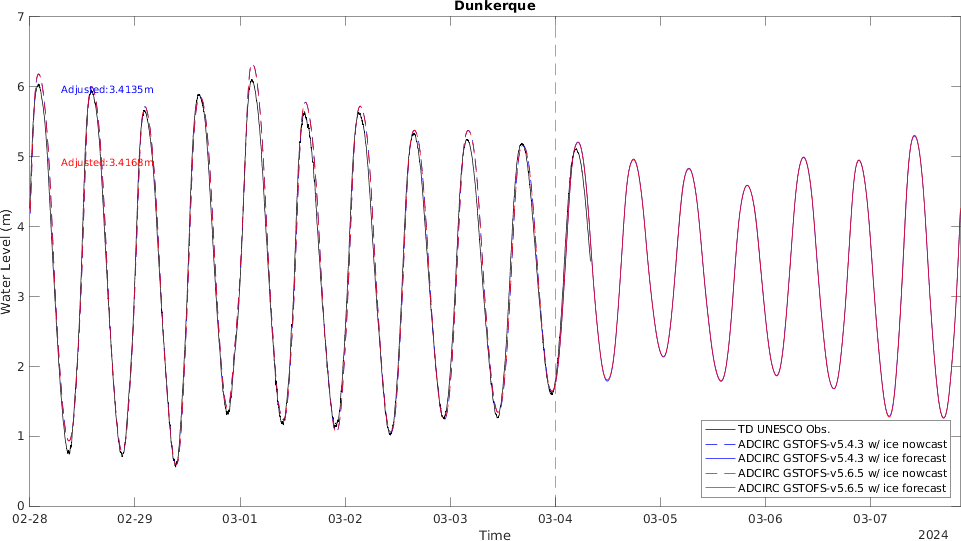 Dunkerque
7
6
5
4
3
2
1
0
Water Level (m)
Adjusted:3.4135m
Adjusted:3.4168m
TD UNESCO Obs.
ADCIRC GSTOFS-v5.4.3 w/ ice nowcast
ADCIRC GSTOFS-v5.4.3 w/ ice forecast
ADCIRC GSTOFS-v5.6.5 w/ ice nowcast
ADCIRC GSTOFS-v5.6.5 w/ ice forecast
02-28 02-29 03-01 03-02 03-03 03-04 03-05 03-06 03-07
Time
2024